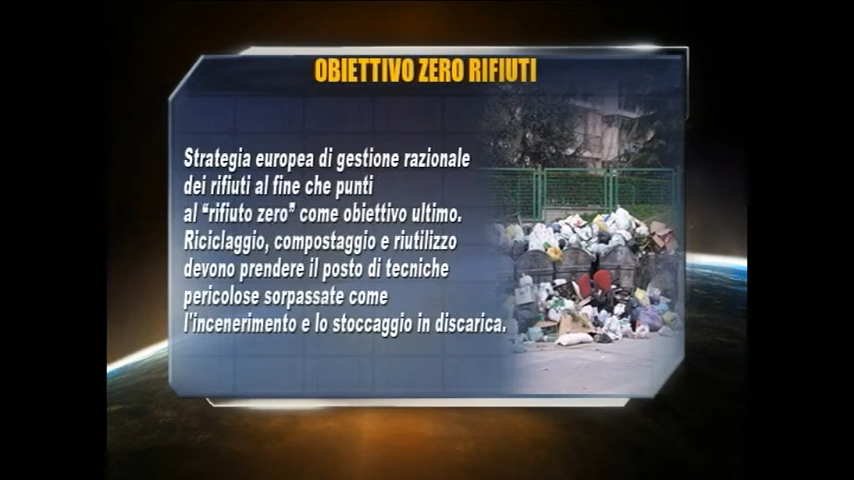 OBIETTIVO ZERO RIFIUTI
Strategia europea di gestione razionale
dei rifiuti al fine che punti
al “rifiuto zero” come obiettivo ultimo.
Riciclaggio, compostaggio e riutilizzo
devono prendere il posto di tecniche
pericolose sorpassate come
l'incenerimento e lo stoccaggio in discarica.